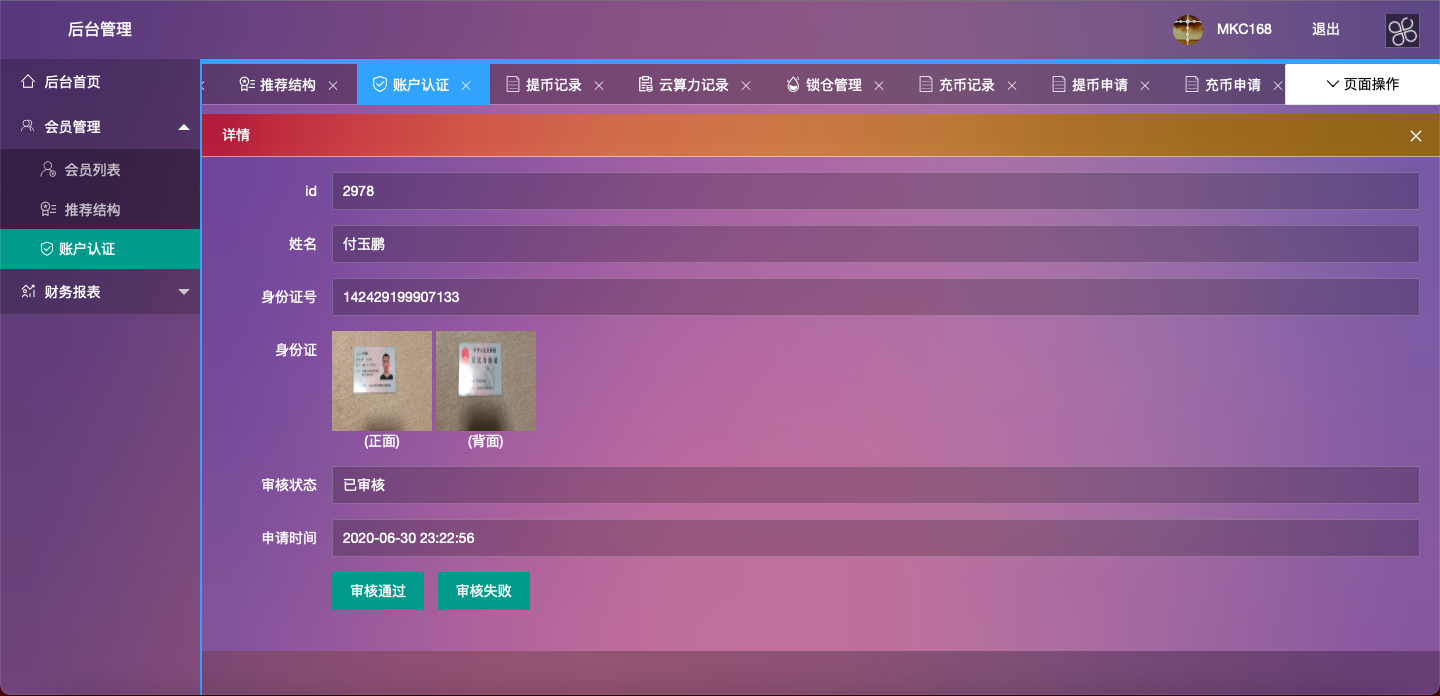 后台管理
MKC168
退出
后台首页
会员管理
会员列表
推荐结构
账户认证
财务报表
推荐结构
账户认证
提币记录
云算力记录
锁仓管理
充币记录
提币申请
充币申请
页面操作
详情
id
2978
姓名
付玉鹏
身份证号
142429199907133
身份证
(正面)
(背面)
审核状态
已审核
申请时间
2020-06-30 23:22:56
审核通过
审核失败